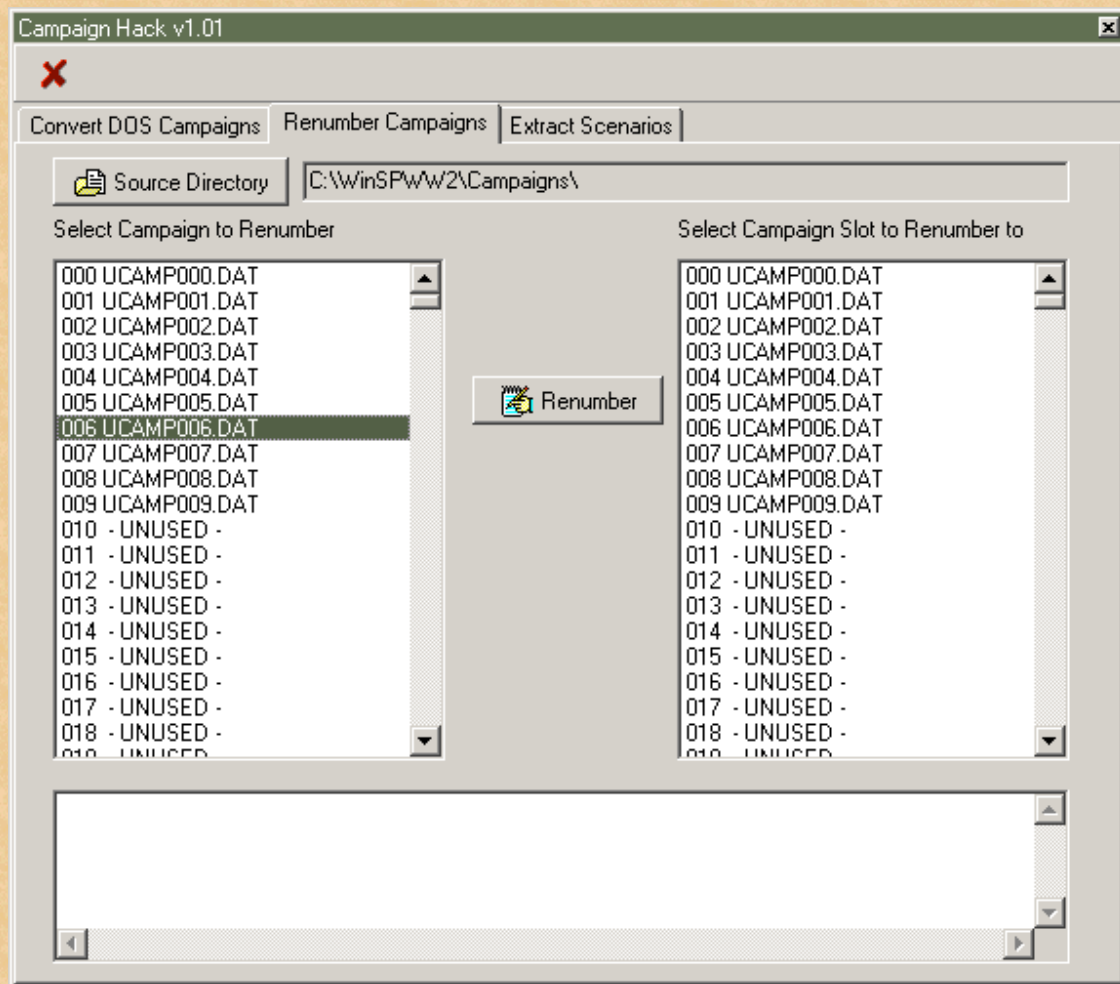 Campaign Hack v1.01
Convert DOS Campaigns
Renumber Campaigns
Extract Scenarios
Source Directory
C:\WinSPWW2\Campaigns\
Select Campaign to Renumber
000 UCAMP000.DAT
001 UCAMP001.DAT
002 UCAMP002.DAT
003 UCAMP003.DAT
004 UCAMP004.DAT
005 UCAMP005.DAT
006 UCAMP006.DAT
007 UCAMP007.DAT
008 UCAMP008.DAT
009 UCAMP009.DAT
010 - UNUSED -
011 - UNUSED -
012 - UNUSED -
013 - UNUSED -
014 - UNUSED -
015 - UNUSED -
016 - UNUSED -
017 - UNUSED -
018 - UNUSED -
019 - UNUSED
Renumber
Select Campaign Slot to Renumber to
000 UCAMP000.DAT
001 UCAMP001.DAT
002 UCAMP002.DAT
003 UCAMP003.DAT
004 UCAMP004.DAT
005 UCAMP005.DAT
006 UCAMP006.DAT
007 UCAMP007.DAT
008 UCAMP008.DAT
009 UCAMP009.DAT
010 - UNUSED -
011 - UNUSED -
012 - UNUSED -
013 - UNUSED -
014 - UNUSED -
015 - UNUSED -
016 - UNUSED -
017 - UNUSED -
018 - UNUSED -
019 - UNUSED